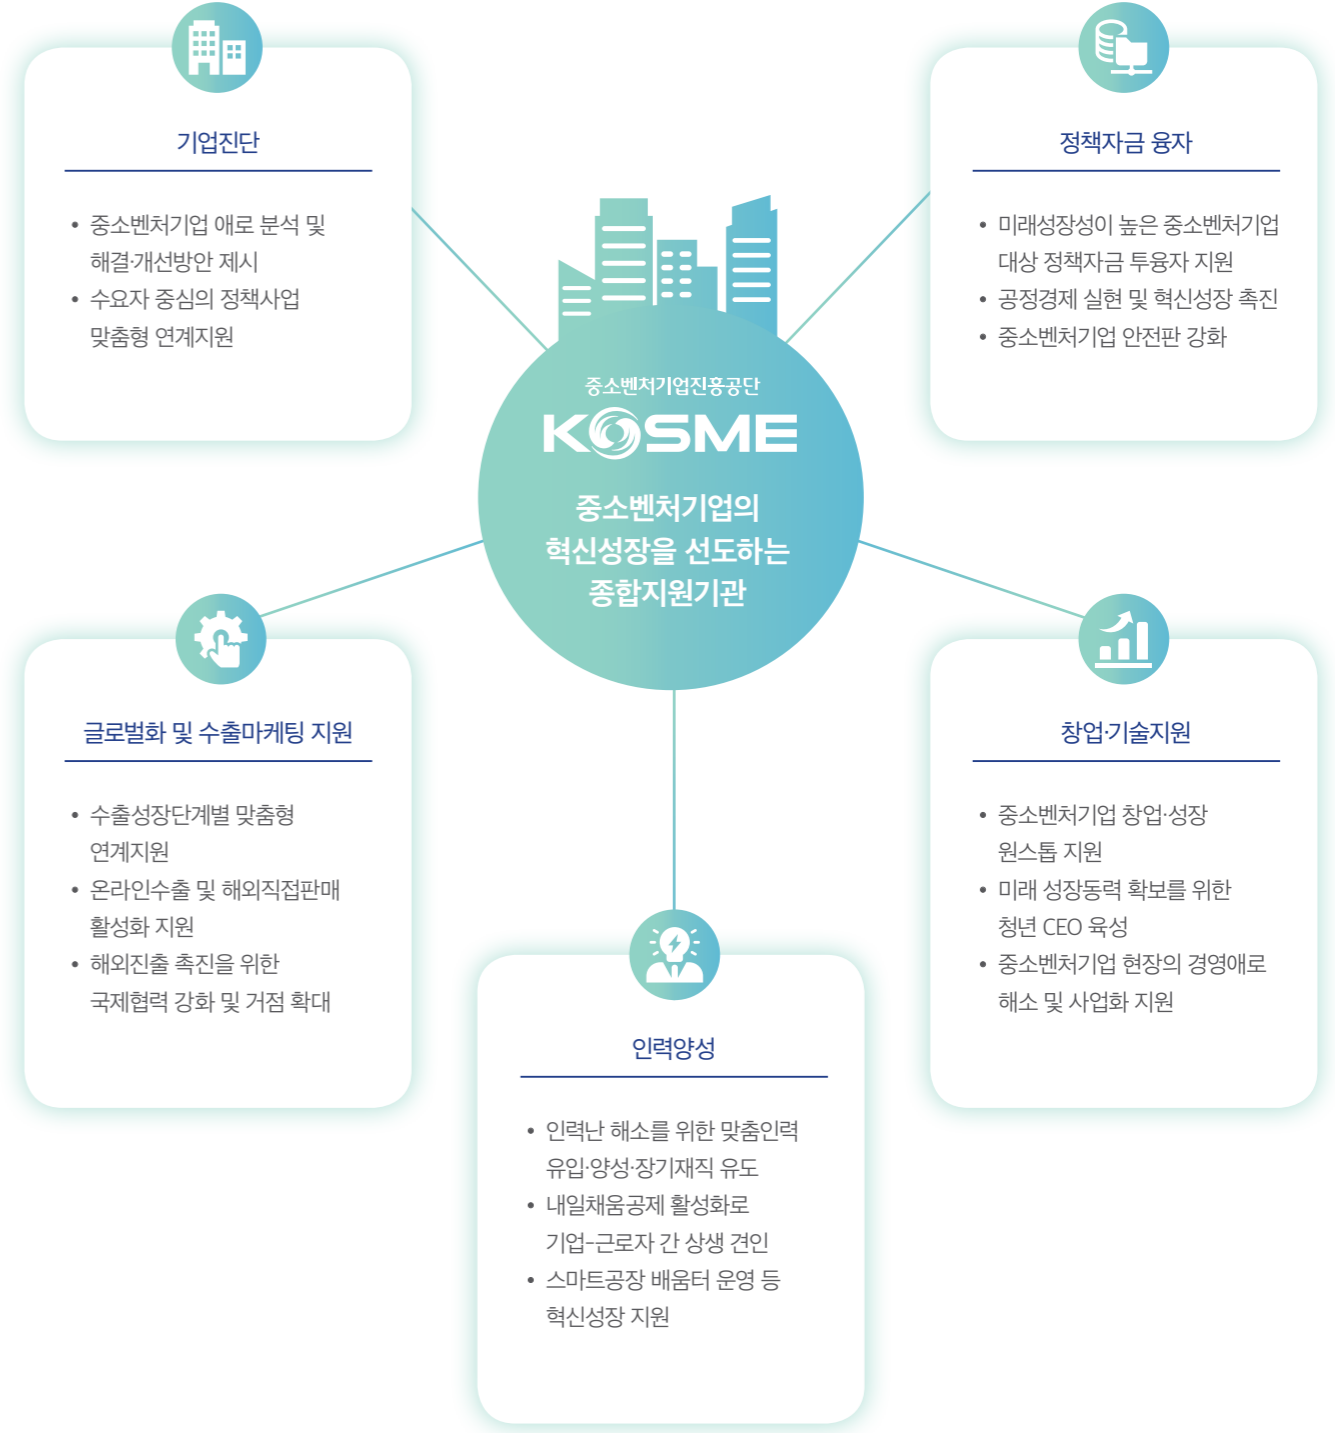 기업진단
• 중소벤처기업 애로 분석 및
해결·개선방안 제시
• 수요자 중심의 정책사업
맞춤형 연계지원
정책자금 융자
• 미래성장성이 높은 중소벤처기업
대상 정책자금 투융자 지원
• 공정경제 실현 및 혁신성장 촉진
• 중소벤처기업 안전판 강화
중소벤처기업진흥공단
KOSME
중소벤처기업의
혁신성장을 선도하는
종합지원기관
글로벌화 및 수출마케팅 지원
• 수출성장단계별 맞춤형
연계지원
• 온라인수출 및 해외직접판매
활성화 지원
• 해외진출 촉진을 위한
국제협력 강화 및 거점 확대
창업·기술지원
• 중소벤처기업 창업·성장
원스톱 지원
• 미래 성장동력 확보를 위한
청년 CEO 육성
• 중소벤처기업 현장의 경영애로
해소 및 사업화 지원
인력양성
• 인력난 해소를 위한 맞춤인력
유입·양성·장기재직 유도
• 내일채움공제 활성화로
기업-근로자 간 상생 견인
• 스마트공장 배움터 운영 등
혁신성장 지원